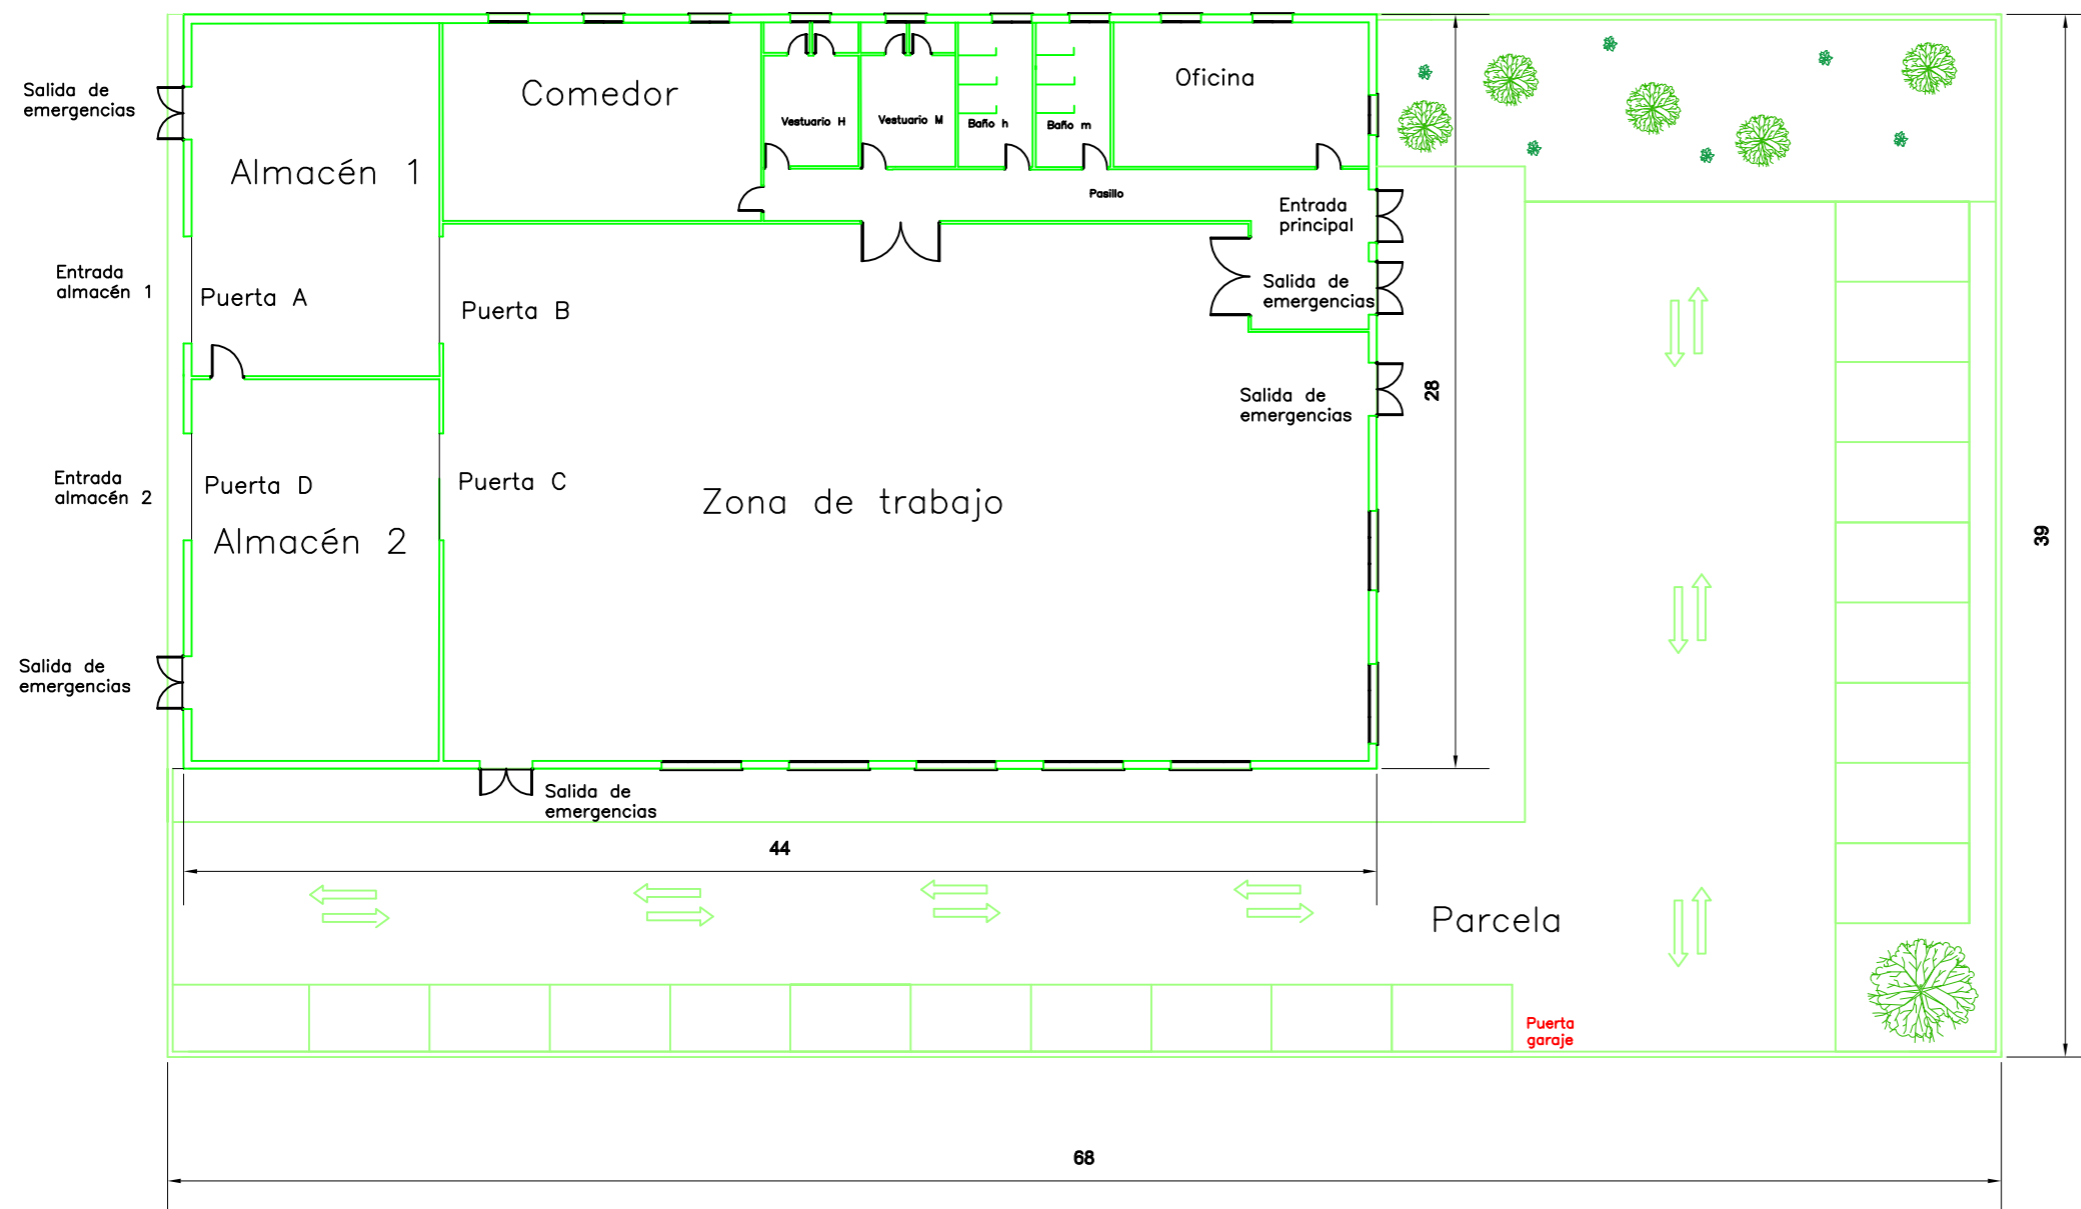 Salida de
emergencias
Almacén 1
Comedor
Vestuario H
Vestuario M
Baño h
Baño m
Oficina
Pasillo
Entrada
principal
Entrada
almacén 1
Puerta A
Puerta B
Salida de
emergencias
Salida de
emergencias
28
39
Entrada
almacén 2
Puerta D
Puerta C
Zona de trabajo
Almacén 2
Salida de
emergencias
Salida de
emergencias
44
Parcela
Puerta
garaje
68